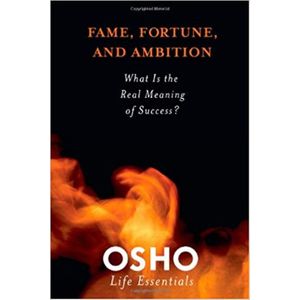 FAME, FORTUNE,
AND AMBITION
What Is the
Real Meaning
of Success?
OSHO
Life Essentials